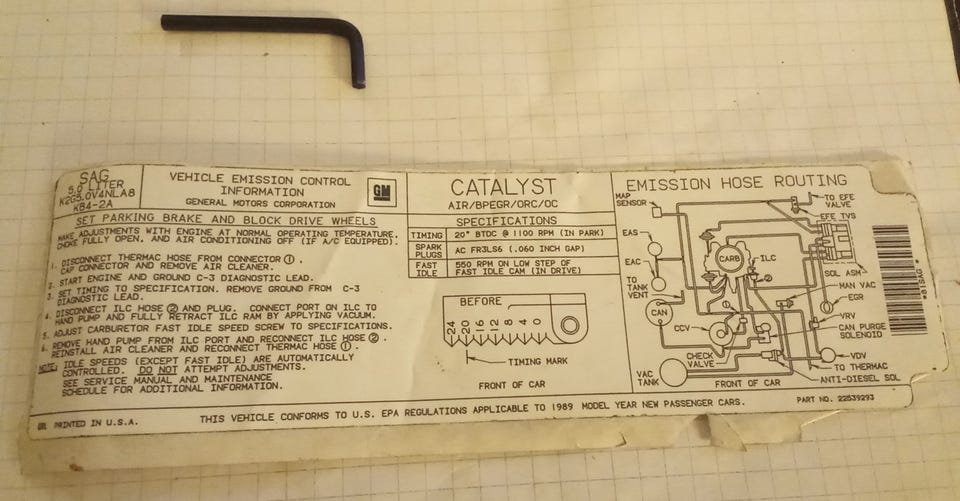 SAG
5.0 LITER
K2G5.0V4NLA8
K84-2A
VEHICLE EMISSION CONTROL
INFORMATION
GENERAL MOTORS CORPORATION
GM
SET PARKING BRAKE AND BLOCK DRIVE WHEELS
MAKE ADJUSTMENTS WITH ENGINE AT NORMAL OPERATING TEMPERATURE,
CHOKE FULLY OPEN, AND AIR CONDITIONING OFF (IF A/C EQUIPPED).
1. DISCONNECT THERMAC HOSE FROM CONNECTOR ①.
CAP CONNECTOR AND REMOVE AIR CLEANER.
2. START ENGINE AND GROUND C-3 DIAGNOSTIC LEAD.
3. SET TIMING TO SPECIFICATION. REMOVE GROUND FROM C-3
DIAGNOSTIC LEAD.
4. DISCONNECT ILC HOSE ② AND PLUG. CONNECT PORT ON ILC TO
HAND PUMP AND FULLY RETRACT ILC RAM BY APPLYING VACUUM.
5. ADJUST CARBURETOR FAST IDLE SPEED SCREW TO SPECIFICATIONS.
6. REMOVE HAND PUMP FROM ILC PORT AND RECONNECT ILC HOSE ②.
REINSTALL AIR CLEANER AND RECONNECT THERMAC HOSE ①.
NOTE: IDLE SPEEDS (EXCEPT FAST IDLE) ARE AUTOMATICALLY
CONTROLLED. DO NOT ATTEMPT ADJUSTMENTS.
SEE SERVICE MANUAL AND MAINTENANCE
SCHEDULE FOR ADDITIONAL INFORMATION.
CATALYST
AIR/BPEGR/ORC/OC
SPECIFICATIONS
TIMING 20° BTDC @ 1100 RPM (IN PARK)
SPARK PLUGS AC FR3LS6 (.060 INCH GAP)
FAST IDLE 550 RPM ON LOW STEP OF
FAST IDLE CAM (IN DRIVE)
BEFORE
24 20 16 12 8 4 0
TIMING MARK
FRONT OF CAR
EMISSION HOSE ROUTING
MAP
SENSOR
TO EFE
VALVE
EFE TVS
EAS
EAC
TO
TANK
VENT
CARB
ILC
②
SOL ASM
MAN VAC
EGR
VRV
CAN
①
CAN PURGE
SOLENOID
CCV
CHECK
VALVE
VDV
TO THERMAC
ANTI-DIESEL SOL
VAC
TANK
FRONT OF CAR
*81SAG*
PRINTED IN U.S.A.
THIS VEHICLE CONFORMS TO U.S. EPA REGULATIONS APPLICABLE TO 1989 MODEL YEAR NEW PASSENGER CARS.
PART NO. 22539293